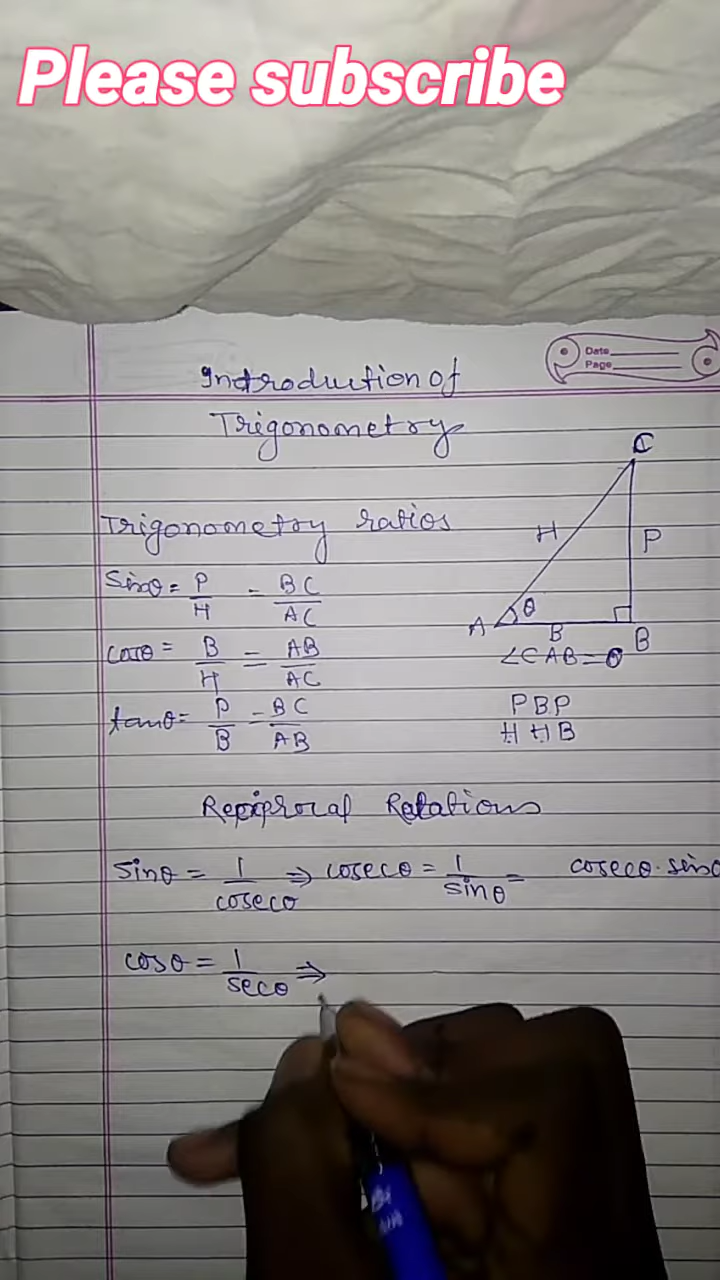 Please subscribe
Date
Page
Introduction of
Trigonometry
C
Trigonometry ratios
H
P
Sinθ = P/H = BC/AC
A
θ
B
B
cosθ = B/H = AB/AC
∠CAB = θ
tanθ = P/B = BC/AB
P B P
H H B
Relations
sinθ = 1/cosecθ ⇒ cosecθ = 1/sinθ = cosecθ · sinθ
cosθ = 1/secθ ⇒